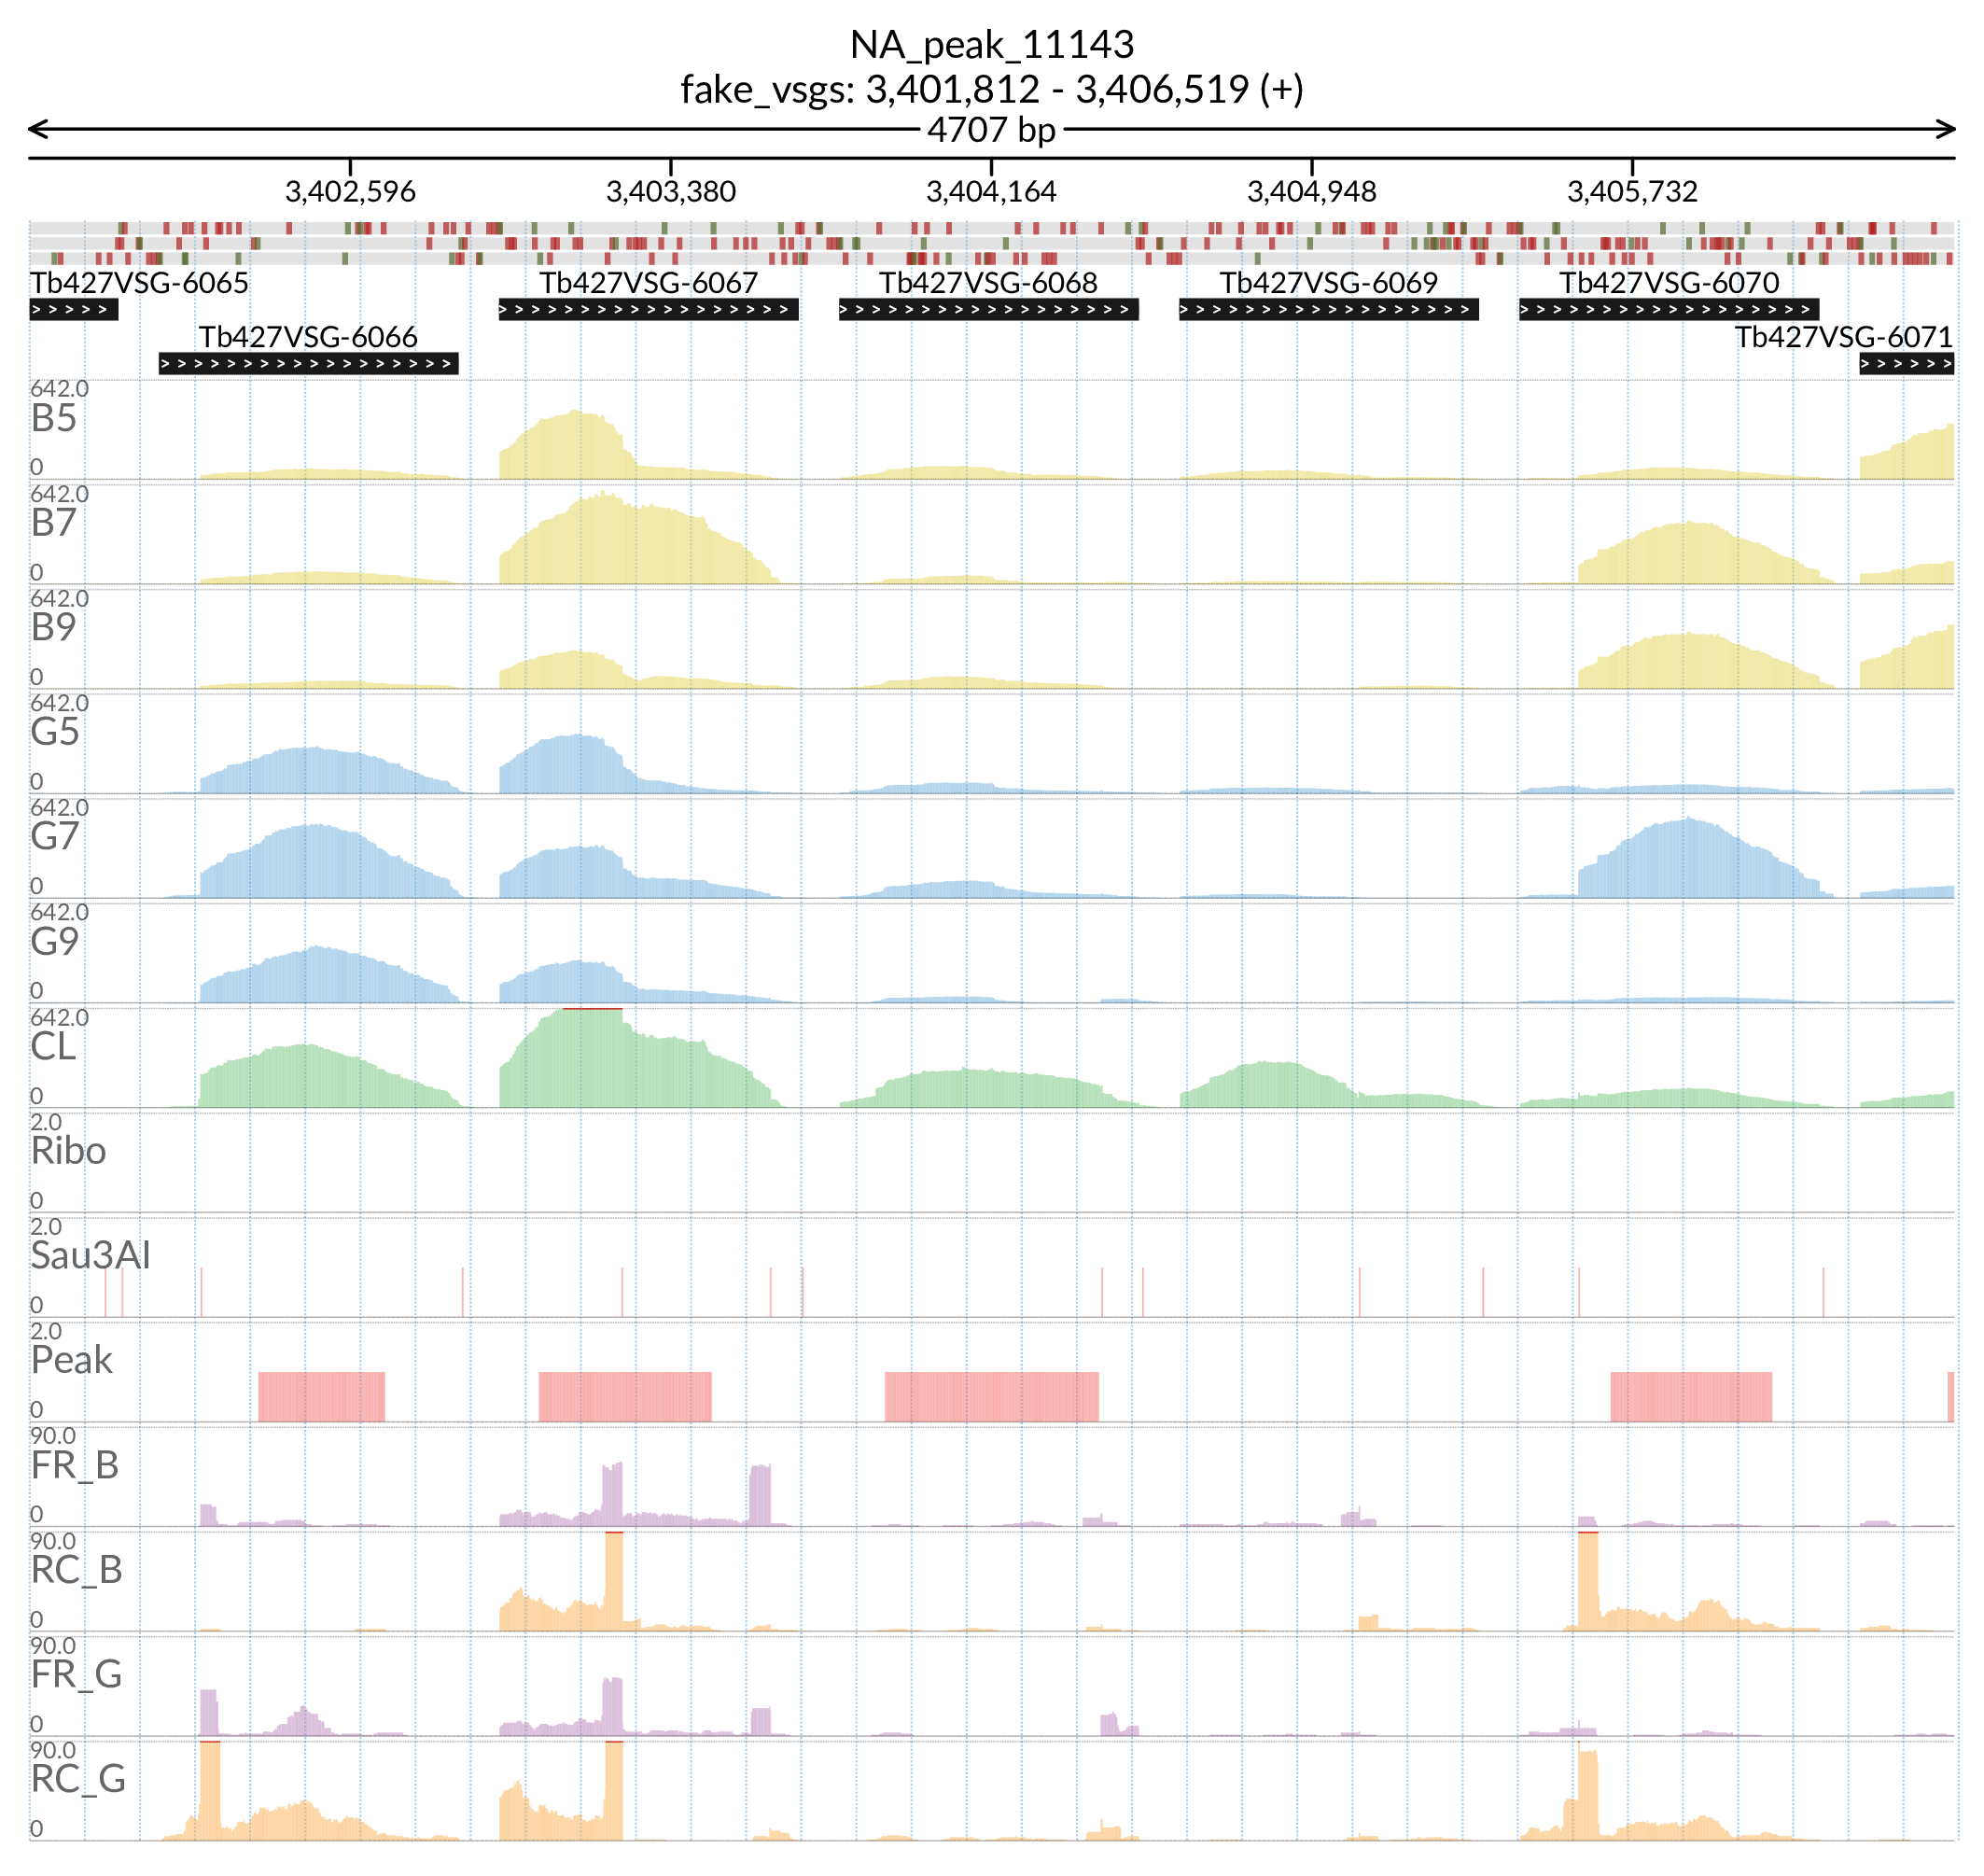 NA_peak_11143
fake_vsgs: 3,401,812 - 3,406,519 (+)
4707 bp
3,402,596 3,403,380 3,404,164 3,404,948 3,405,732
Tb427VSG-6065 Tb427VSG-6067 Tb427VSG-6068 Tb427VSG-6069 Tb427VSG-6070
Tb427VSG-6066 Tb427VSG-6071
642.0
B5
0
642.0
B7
0
642.0
B9
0
642.0
G5
0
642.0
G7
0
642.0
G9
0
642.0
CL
0
2.0
Ribo
0
2.0
Sau3AI
0
2.0
Peak
0
90.0
FR_B
0
90.0
RC_B
0
90.0
FR_G
0
90.0
RC_G
0